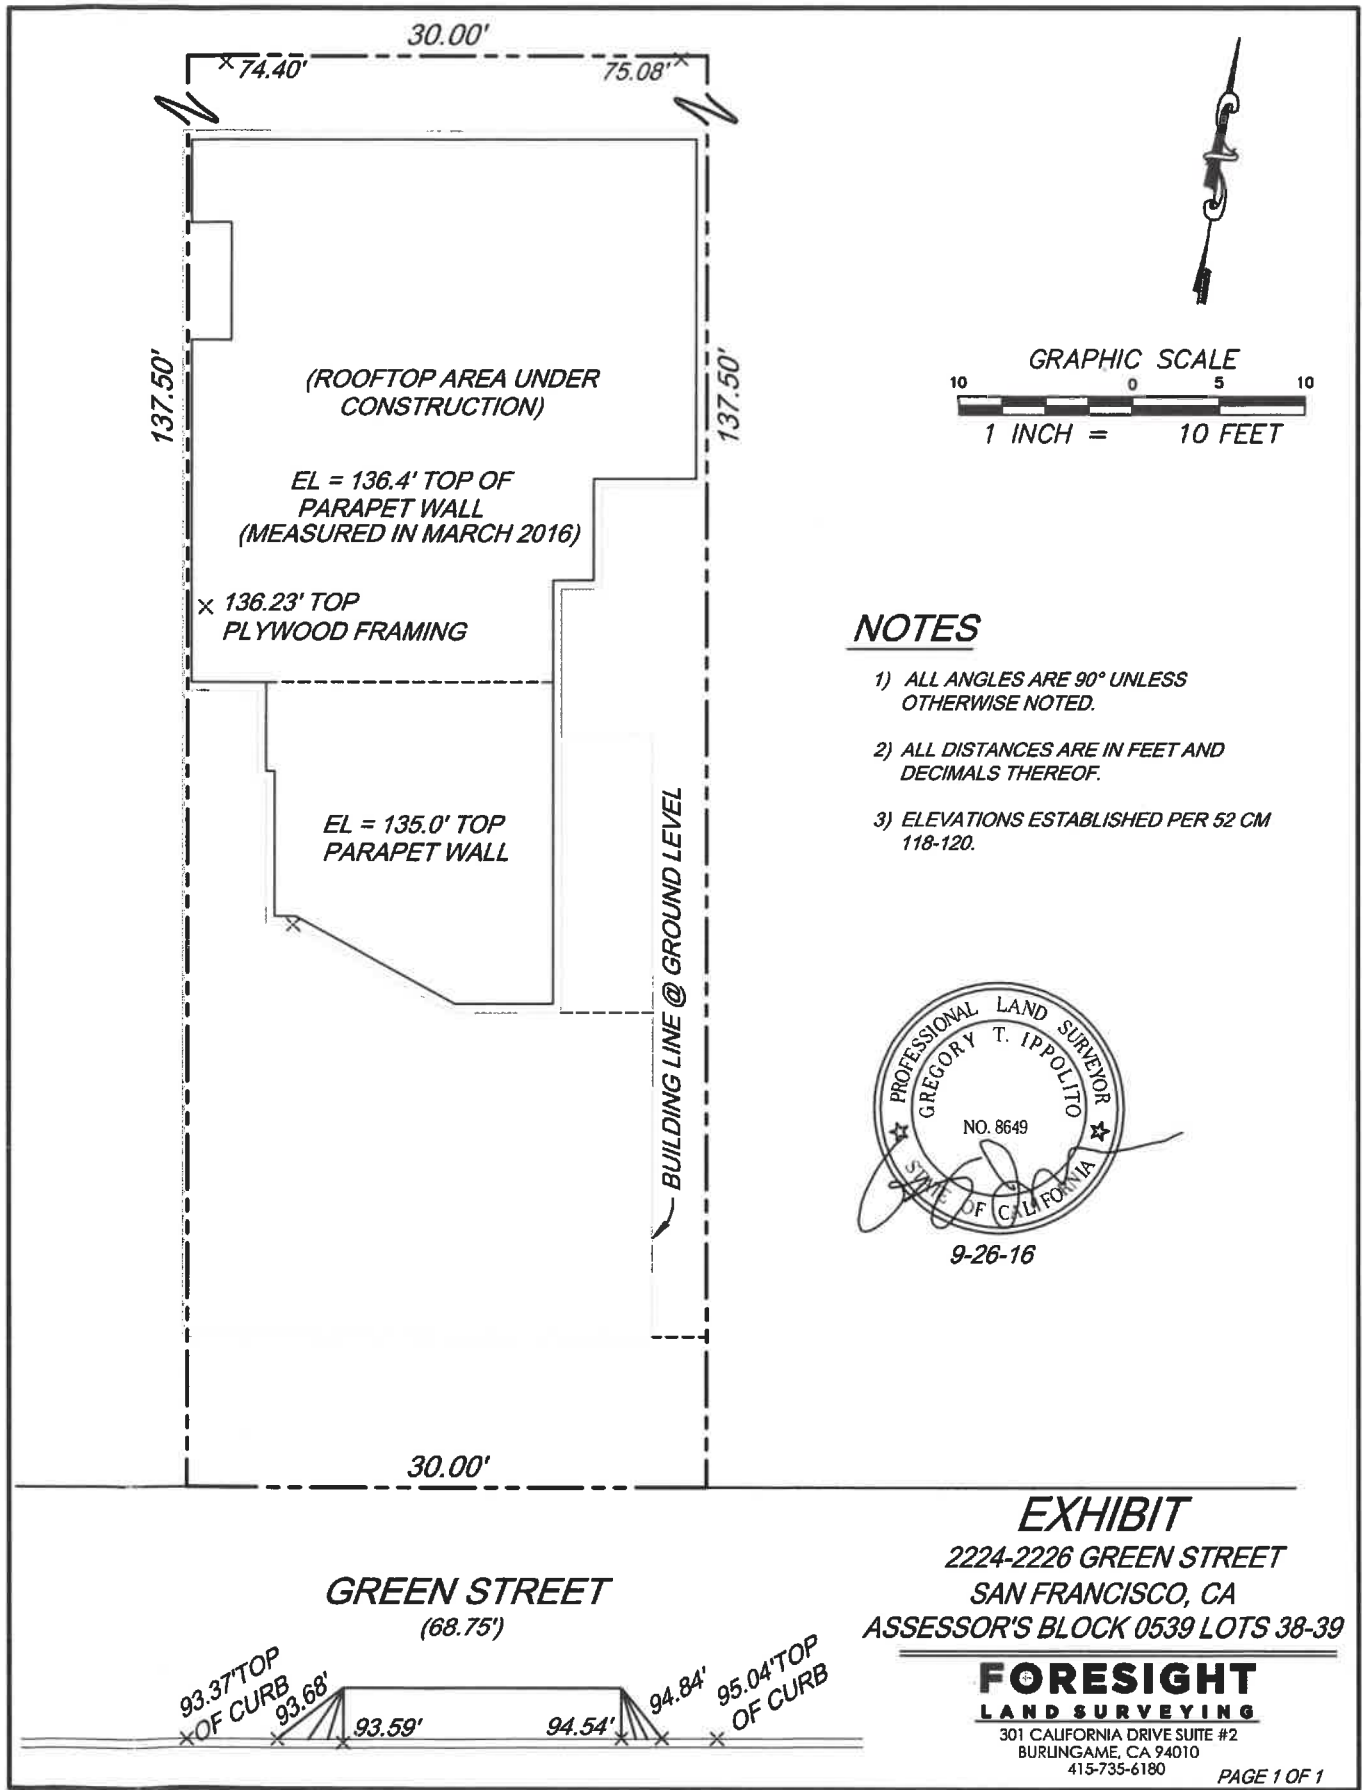 30.00'
74.40'
75.08'
137.50'
137.50'
(ROOFTOP AREA UNDER
CONSTRUCTION)
EL = 136.4' TOP OF
PARAPET WALL
(MEASURED IN MARCH 2016)
136.23' TOP
PLYWOOD FRAMING
EL = 135.0' TOP
PARAPET WALL
BUILDING LINE @ GROUND LEVEL
30.00'
GRAPHIC SCALE
10 0 5 10
1 INCH = 10 FEET
NOTES
1) ALL ANGLES ARE 90° UNLESS
OTHERWISE NOTED.
2) ALL DISTANCES ARE IN FEET AND
DECIMALS THEREOF.
3) ELEVATIONS ESTABLISHED PER 52 CM
118-120.
PROFESSIONAL LAND SURVEYOR
GREGORY T. IPPOLITO
NO. 8649
STATE OF CALIFORNIA
9-26-16
GREEN STREET
(68.75')
93.37' TOP
OF CURB
93.68'
93.59'
94.54'
94.84'
95.04' TOP
OF CURB
EXHIBIT
2224-2226 GREEN STREET
SAN FRANCISCO, CA
ASSESSOR'S BLOCK 0539 LOTS 38-39
FORESIGHT
LAND SURVEYING
301 CALIFORNIA DRIVE SUITE #2
BURLINGAME, CA 94010
415-735-6180
PAGE 1 OF 1